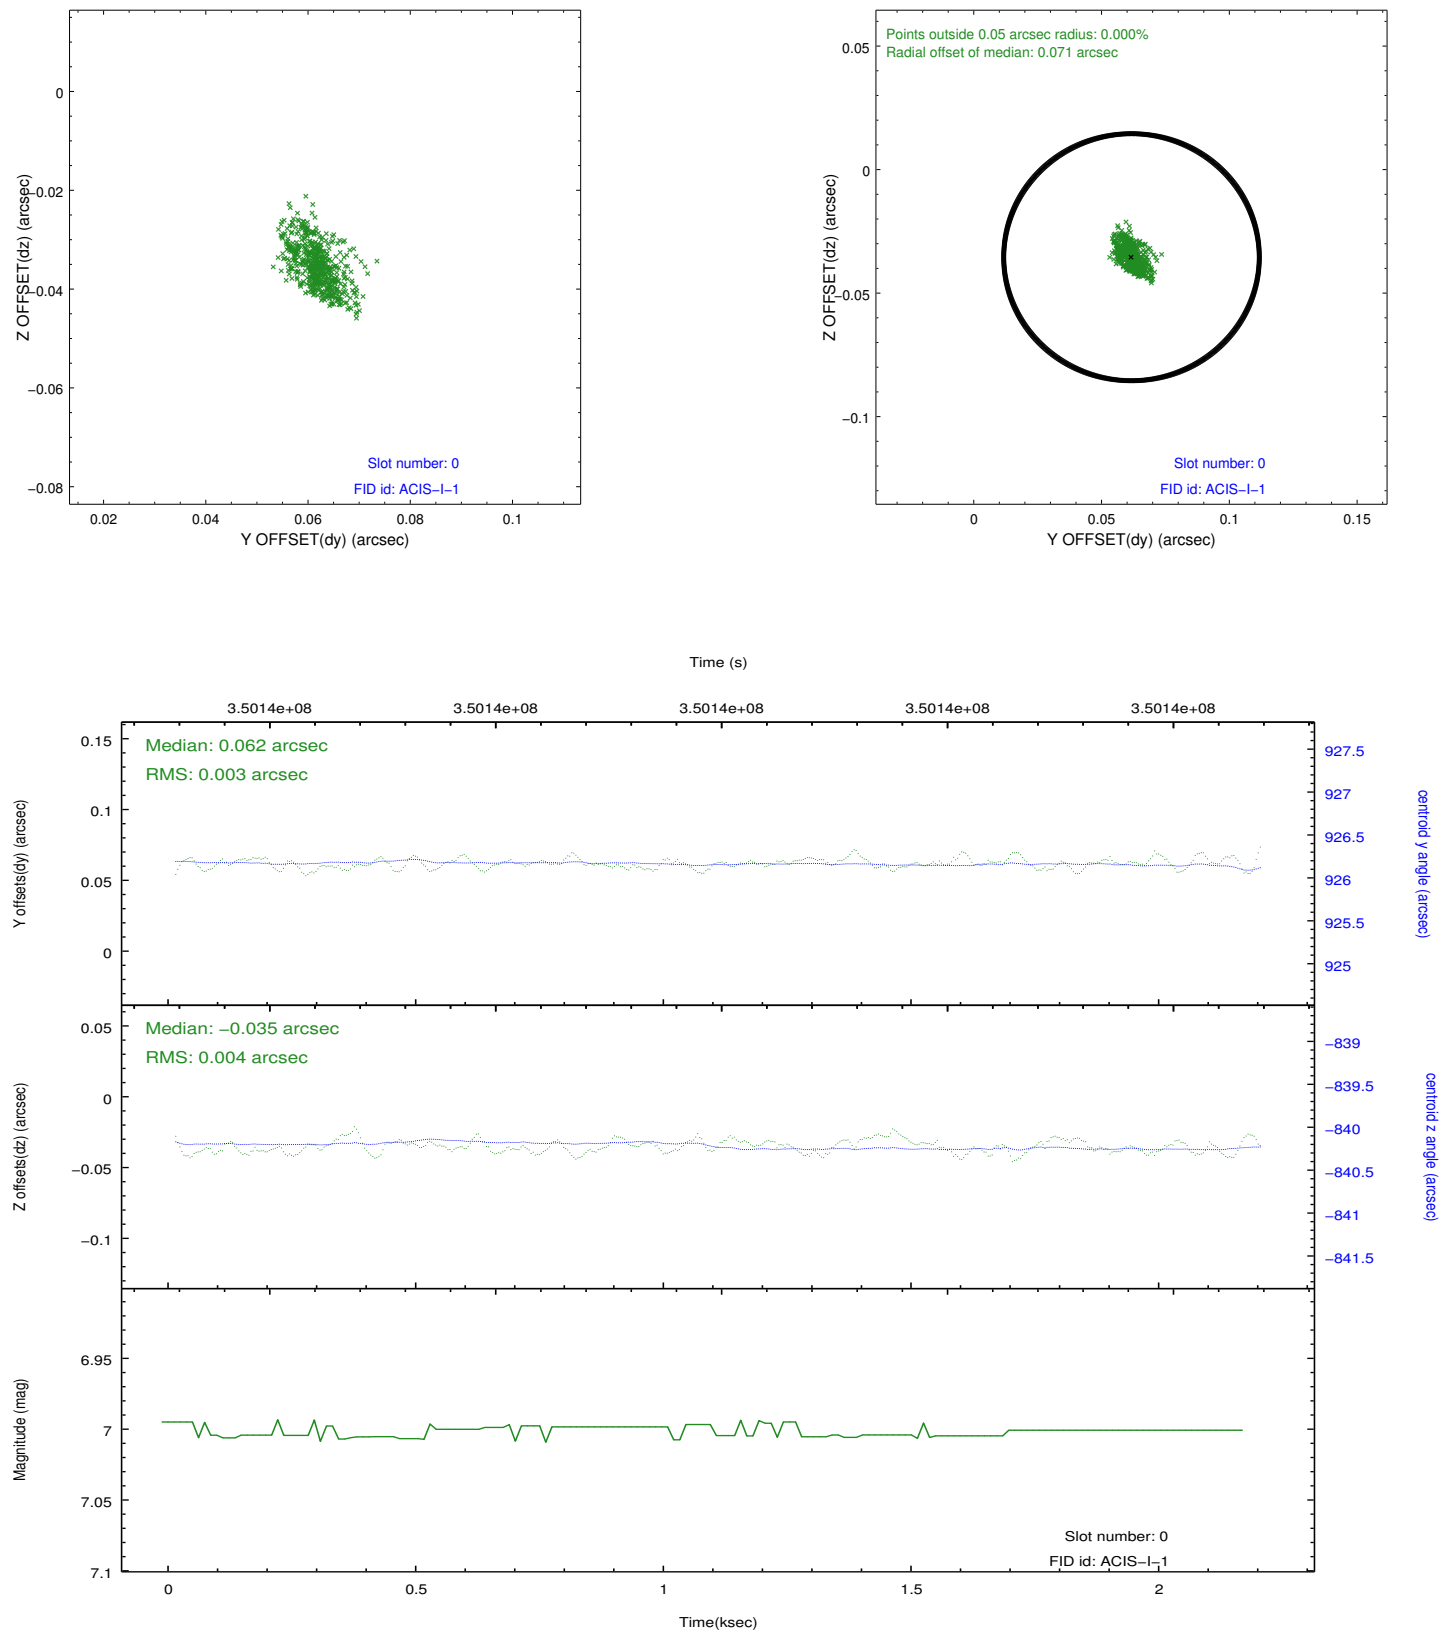 0
−0.02
−0.04
−0.06
−0.08
Z OFFSET(dz) (arcsec)
Slot number: 0
FID id: ACIS−I−1
0.02
0.04
0.06
0.08
0.1
Y OFFSET(dy) (arcsec)
Points outside 0.05 arcsec radius: 0.000%
Radial offset of median: 0.071 arcsec
0.05
0
−0.05
−0.1
Z OFFSET(dz) (arcsec)
Slot number: 0
FID id: ACIS−I−1
0
0.05
0.1
0.15
Y OFFSET(dy) (arcsec)
Time (s)
3.5014e+08
3.5014e+08
3.5014e+08
3.5014e+08
3.5014e+08
Median: 0.062 arcsec
RMS: 0.003 arcsec
0.15
0.1
0.05
0
Y offsets(dy) (arcsec)
927.5
927
926.5
926
925.5
925
centroid y angle (arcsec)
Median: −0.035 arcsec
RMS: 0.004 arcsec
0.05
0
−0.05
−0.1
Z offsets(dz) (arcsec)
−839
−839.5
−840
−840.5
−841
−841.5
centroid z angle (arcsec)
6.95
7
7.05
7.1
Magnitude (mag)
Slot number: 0
FID id: ACIS−I−1
0
0.5
1
1.5
2
Time(ksec)